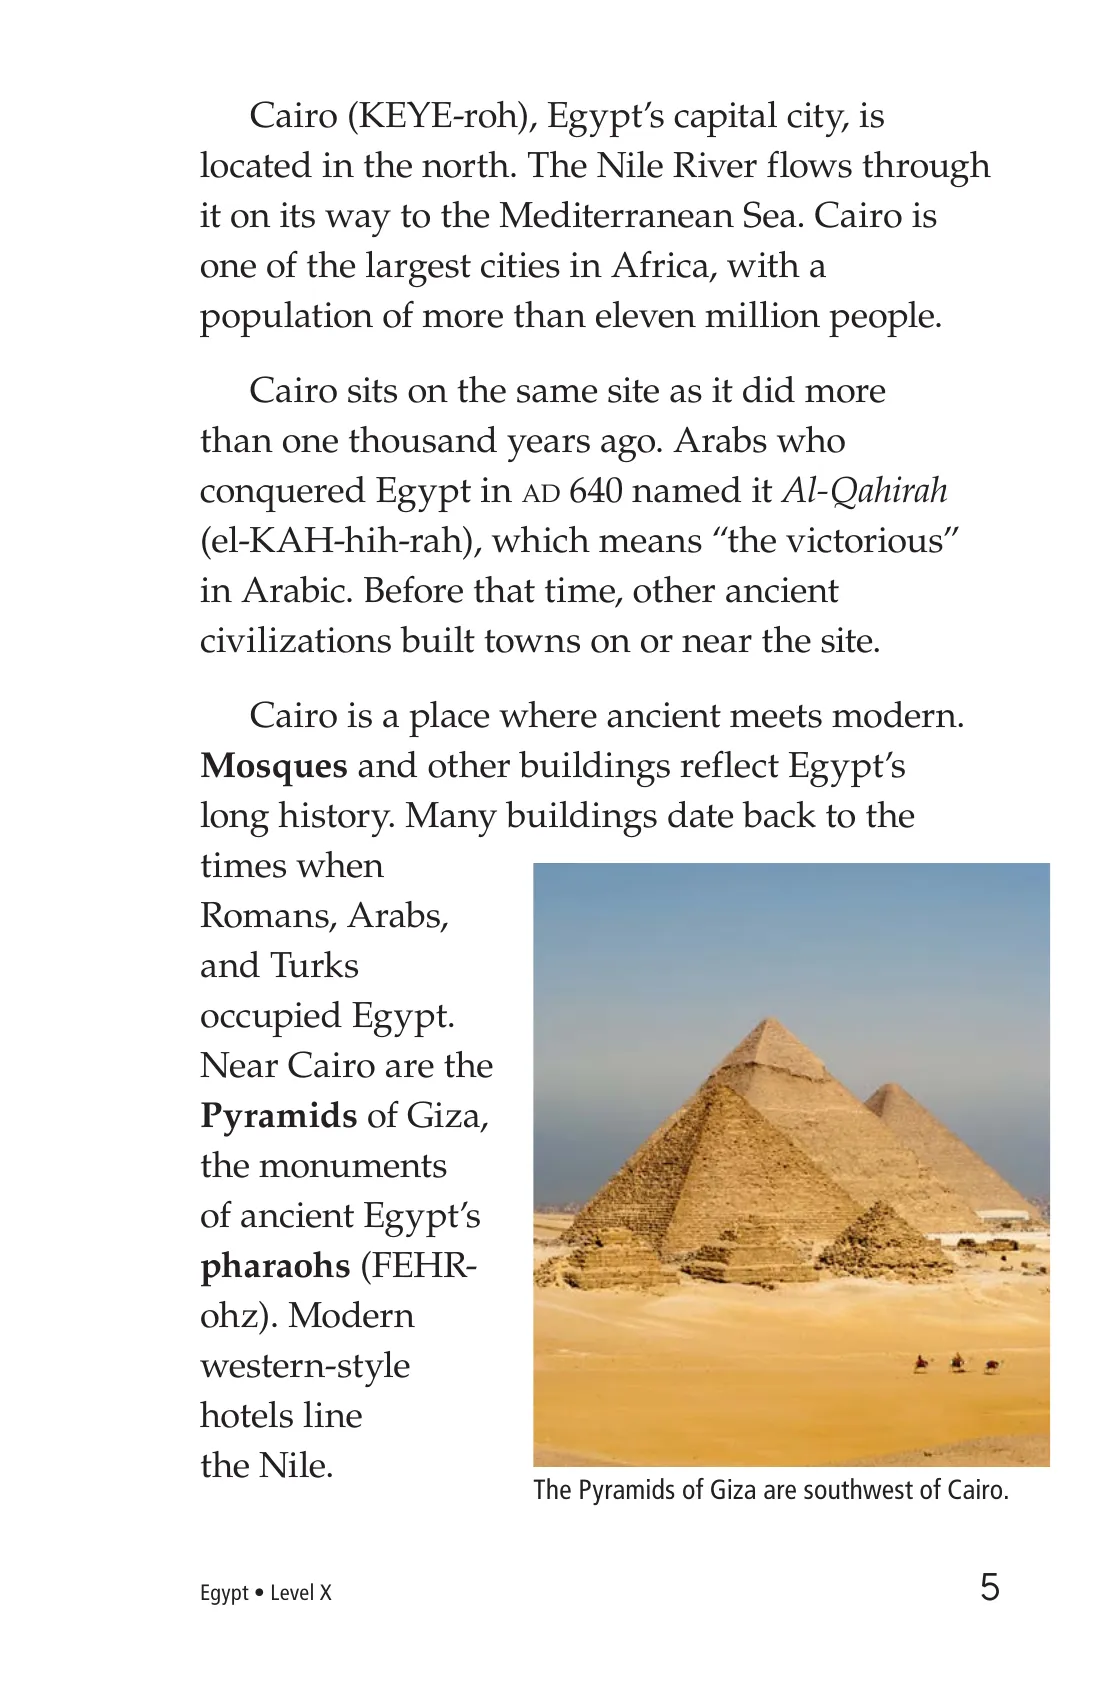 Cairo (KEYE-roh), Egypt’s capital city, is
located in the north. The Nile River flows through
it on its way to the Mediterranean Sea. Cairo is
one of the largest cities in Africa, with a
population of more than eleven million people.
Cairo sits on the same site as it did more
than one thousand years ago. Arabs who
conquered Egypt in AD 640 named it Al-Qahirah
(el-KAH-hih-rah), which means “the victorious”
in Arabic. Before that time, other ancient
civilizations built towns on or near the site.
Cairo is a place where ancient meets modern.
Mosques and other buildings reflect Egypt’s
long history. Many buildings date back to the
times when
Romans, Arabs,
and Turks
occupied Egypt.
Near Cairo are the
Pyramids of Giza,
the monuments
of ancient Egypt’s
pharaohs (FEHR-
ohz). Modern
western-style
hotels line
the Nile.
The Pyramids of Giza are southwest of Cairo.
Egypt • Level X
5